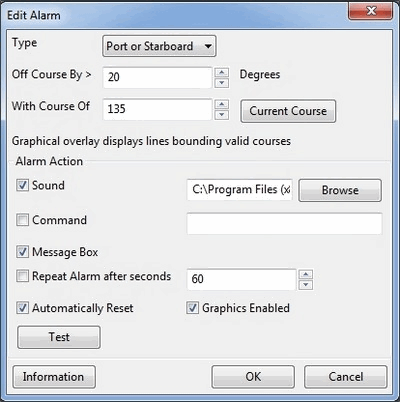 Edit Alarm
Type Port or Starboard
Off Course By > 20 Degrees
With Course Of 135 Current Course
Graphical overlay displays lines bounding valid courses
Alarm Action
Sound C:\Program Files (x Browse
Command
Message Box
Repeat Alarm after seconds 60
Automatically Reset Graphics Enabled
Test
Information OK Cancel